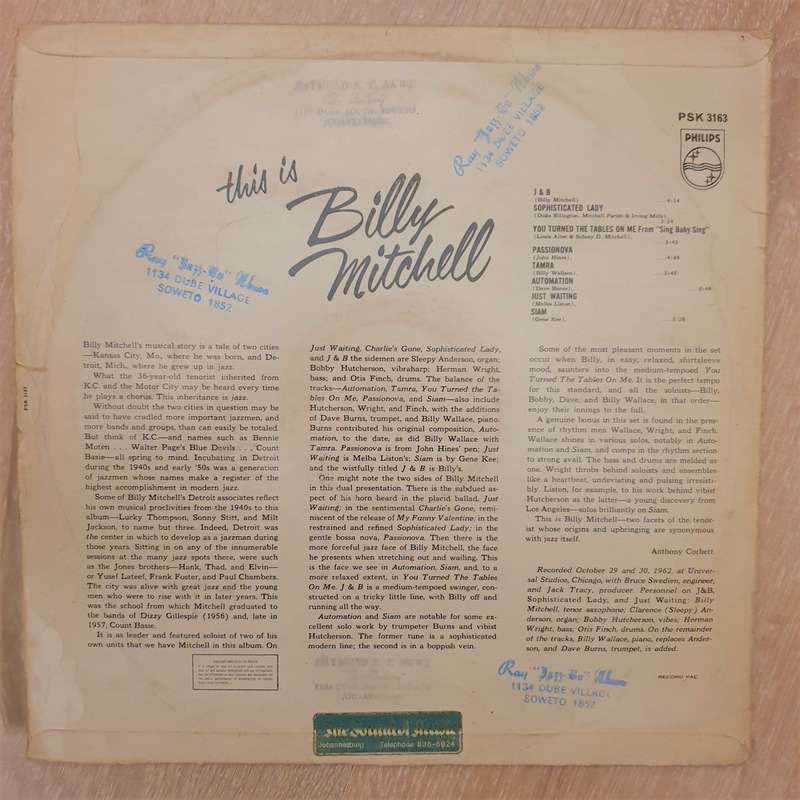 PSK 3163
PHILIPS
this is
Billy
Mitchell
Ray "Jazz-Bo"
1134 DUBE VILLAGE
SOWETO 1852
J & B
(Billy Mitchell) 4:14
SOPHISTICATED LADY
(Duke Ellington, Mitchell Parish & Irving Mills)
YOU TURNED THE TABLES ON ME From "Sing Baby Sing"
(Louis Alter & Sidney D. Mitchell)
PASSIONOVA
(John Hines)
TAMRA
(Billy Wallace)
AUTOMATION
(Dave Burns)
JUST WAITING
(Melba Liston)
SIAM
(Gene Kee)
Ray "Jazz-Bo"
1134 DUBE VILLAGE
SOWETO 1852
Billy Mitchell's musical story is a tale of two cities
—Kansas City, Mo., where he was born, and De-
troit, Mich., where he grew up in jazz.
What the 36-year-old tenorist inherited from
K.C. and the Motor City may be heard every time
he plays a chorus. This inheritance is jazz.
Without doubt the two cities in question may be
said to have cradled more important jazzmen, and
more bands and groups, than can easily be totaled.
But think of K.C.—and names such as Bennie
Moten . . . Walter Page's Blue Devils . . . Count
Basie—all spring to mind. Incubating in Detroit
during the 1940s and early '50s was a generation
of jazzmen whose names make a register of the
highest accomplishment in modern jazz.
Some of Billy Mitchell's Detroit associates reflect
his own musical proclivities from the 1940s to this
album—Lucky Thompson, Sonny Stitt, and Milt
Jackson, to name but three. Indeed, Detroit was
the center in which to develop as a jazzman during
those years. Sitting in on any of the innumerable
sessions at the many jazz spots there, were such
as the Jones brothers—Hank, Thad, and Elvin—
or Yusef Lateef, Frank Foster, and Paul Chambers.
The city was alive with great jazz and the young
men who were to rise with it in later years. This
was the school from which Mitchell graduated to
the bands of Dizzy Gillespie (1956) and, late in
1957, Count Basie.
It is as leader and featured soloist of two of his
own units that we have Mitchell in this album. On
Just Waiting, Charlie's Gone, Sophisticated Lady,
and J & B the sidemen are Sleepy Anderson, organ;
Bobby Hutcherson, vibraharp; Herman Wright,
bass; and Otis Finch, drums. The balance of the
tracks—Automation, Tamra, You Turned the Ta-
bles On Me, Passionova, and Siam—also include
Hutcherson, Wright, and Finch, with the additions
of Dave Burns, trumpet, and Billy Wallace, piano.
Burns contributed his original composition, Auto-
mation, to the date, as did Billy Wallace with
Tamra. Passionova is from John Hines' pen; Just
Waiting is Melba Liston's; Siam is by Gene Kee;
and the wistfully titled J & B is Billy's.
One might note the two sides of Billy Mitchell
in this dual presentation. There is the subdued as-
pect of his horn heard in the placid ballad, Just
Waiting; in the sentimental Charlie's Gone, remi-
niscent of the release of My Funny Valentine; in the
restrained and refined Sophisticated Lady; in the
gentle bossa nova, Passionova. Then there is the
more forceful jazz face of Billy Mitchell, the face
he presents when stretching out and wailing. This
is the face we see in Automation, Siam, and, to a
more relaxed extent, in You Turned The Tables
On Me. J & B is a medium-tempoed swinger, con-
structed on a tricky little line, with Billy off and
running all the way.
Automation and Siam are notable for some ex-
cellent solo work by trumpeter Burns and vibist
Hutcherson. The former tune is a sophisticated
modern line; the second is in a boppish vein.
Some of the most pleasant moments in the set
occur when Billy, in easy, relaxed, shirtsleeve
mood, saunters into the medium-tempoed You
Turned The Tables On Me. It is the perfect tempo
for this standard, and all the soloists—Billy,
Bobby, Dave, and Billy Wallace, in that order—
enjoy their innings to the full.
A genuine bonus in this set is found in the pres-
ence of rhythm men Wallace, Wright, and Finch.
Wallace shines in various solos, notably in Auto-
mation and Siam, and comps in the rhythm section
to strong avail. The bass and drums are melded as
one. Wright throbs behind soloists and ensembles
like a heartbeat, undeviating and pulsing irresisti-
bly. Listen, for example, to his work behind vibist
Hutcherson as the latter—a young discovery from
Los Angeles—solos brilliantly on Siam.
This is Billy Mitchell—two facets of the tenor-
ist whose origins and upbringing are synonymous
with jazz itself.
Anthony Corbett
Recorded October 29 and 30, 1962, at Univer-
sal Studios, Chicago, with Bruce Swedien, engineer,
and Jack Tracy, producer. Personnel on J&B,
Sophisticated Lady, and Just Waiting: Billy
Mitchell, tenor saxophone; Clarence (Sleepy) An-
derson, organ; Bobby Hutcherson, vibes; Herman
Wright, bass; Otis Finch, drums. On the remainder
of the tracks, Billy Wallace, piano, replaces Ander-
son, and Dave Burns, trumpet, is added.
Ray "Jazz-Bo"
1134 DUBE VILLAGE
SOWETO 1852
RECORD PAC
Johannesburg Telephone 836-6824